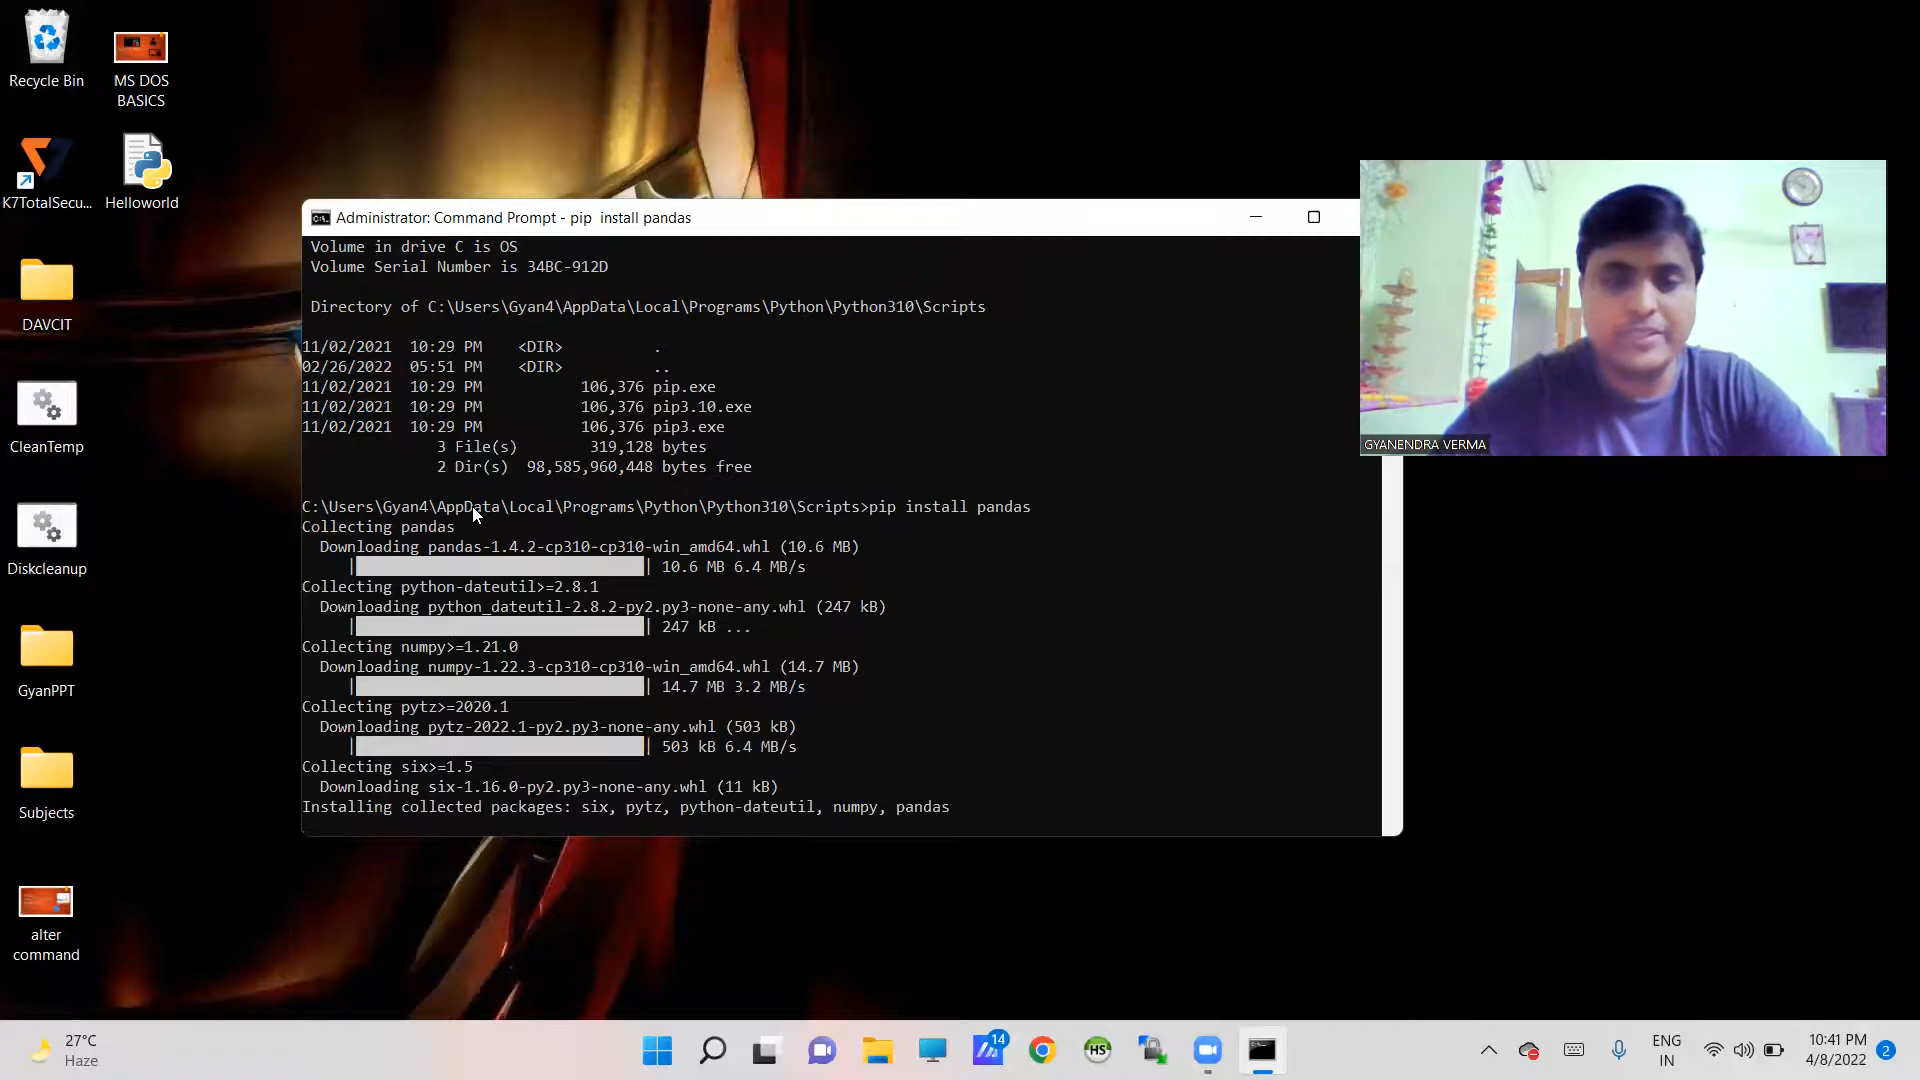 Recycle Bin
MS DOS
BASICS
K7TotalSecu...
Helloworld
DAVCIT
CleanTemp
Diskcleanup
GyanPPT
Subjects
alter
command
Administrator: Command Prompt - pip  install pandas
Volume in drive C is OS
Volume Serial Number is 34BC-912D
Directory of C:\Users\Gyan4\AppData\Local\Programs\Python\Python310\Scripts
11/02/2021  10:29 PM    <DIR>          .
02/26/2022  05:51 PM    <DIR>          ..
11/02/2021  10:29 PM           106,376 pip.exe
11/02/2021  10:29 PM           106,376 pip3.10.exe
11/02/2021  10:29 PM           106,376 pip3.exe
3 File(s)        319,128 bytes
2 Dir(s)  98,585,960,448 bytes free
C:\Users\Gyan4\AppData\Local\Programs\Python\Python310\Scripts>pip install pandas
Collecting pandas
Downloading pandas-1.4.2-cp310-cp310-win_amd64.whl (10.6 MB)
| | 10.6 MB 6.4 MB/s
Collecting python-dateutil>=2.8.1
Downloading python_dateutil-2.8.2-py2.py3-none-any.whl (247 kB)
| | 247 kB ...
Collecting numpy>=1.21.0
Downloading numpy-1.22.3-cp310-cp310-win_amd64.whl (14.7 MB)
| | 14.7 MB 3.2 MB/s
Collecting pytz>=2020.1
Downloading pytz-2022.1-py2.py3-none-any.whl (503 kB)
| | 503 kB 6.4 MB/s
Collecting six>=1.5
Downloading six-1.16.0-py2.py3-none-any.whl (11 kB)
Installing collected packages: six, pytz, python-dateutil, numpy, pandas
GYANENDRA VERMA
27°C
Haze
14
HS
ENG
IN
10:41 PM
4/8/2022
2